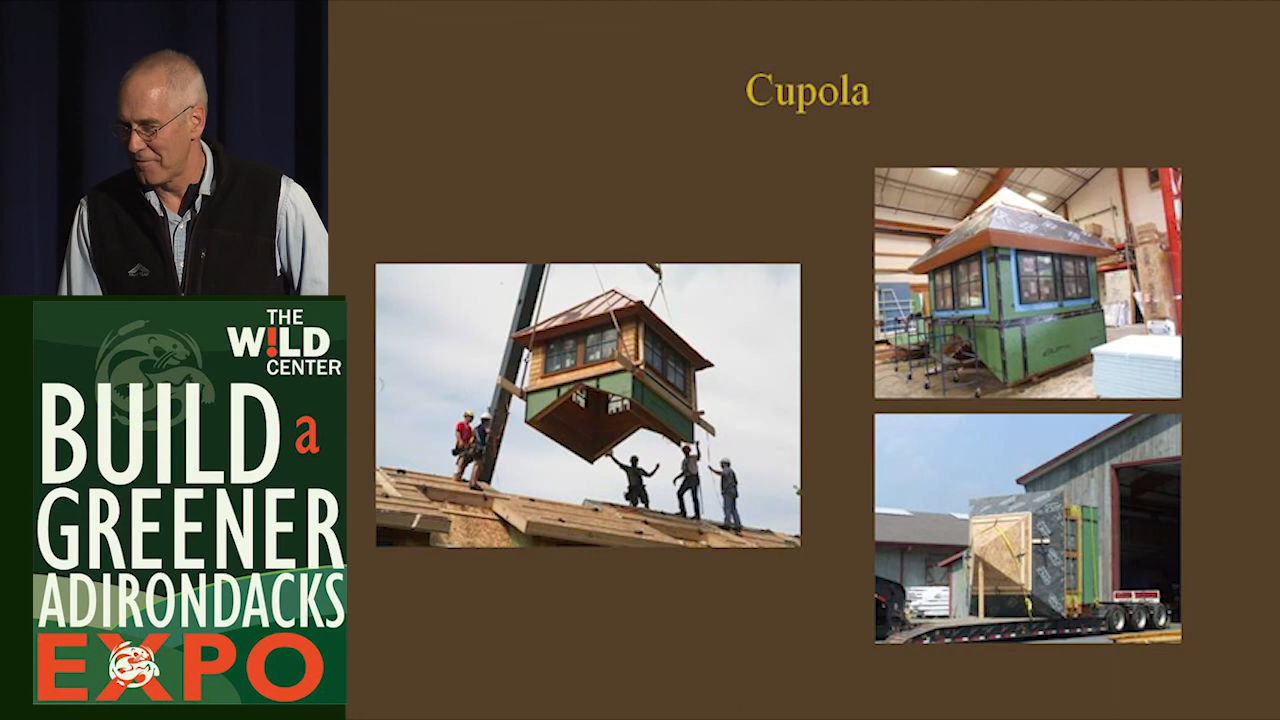 Cupola
THE
W!LD
CENTER
BUILD a
GREENER
ADIRONDACKS
EXPO